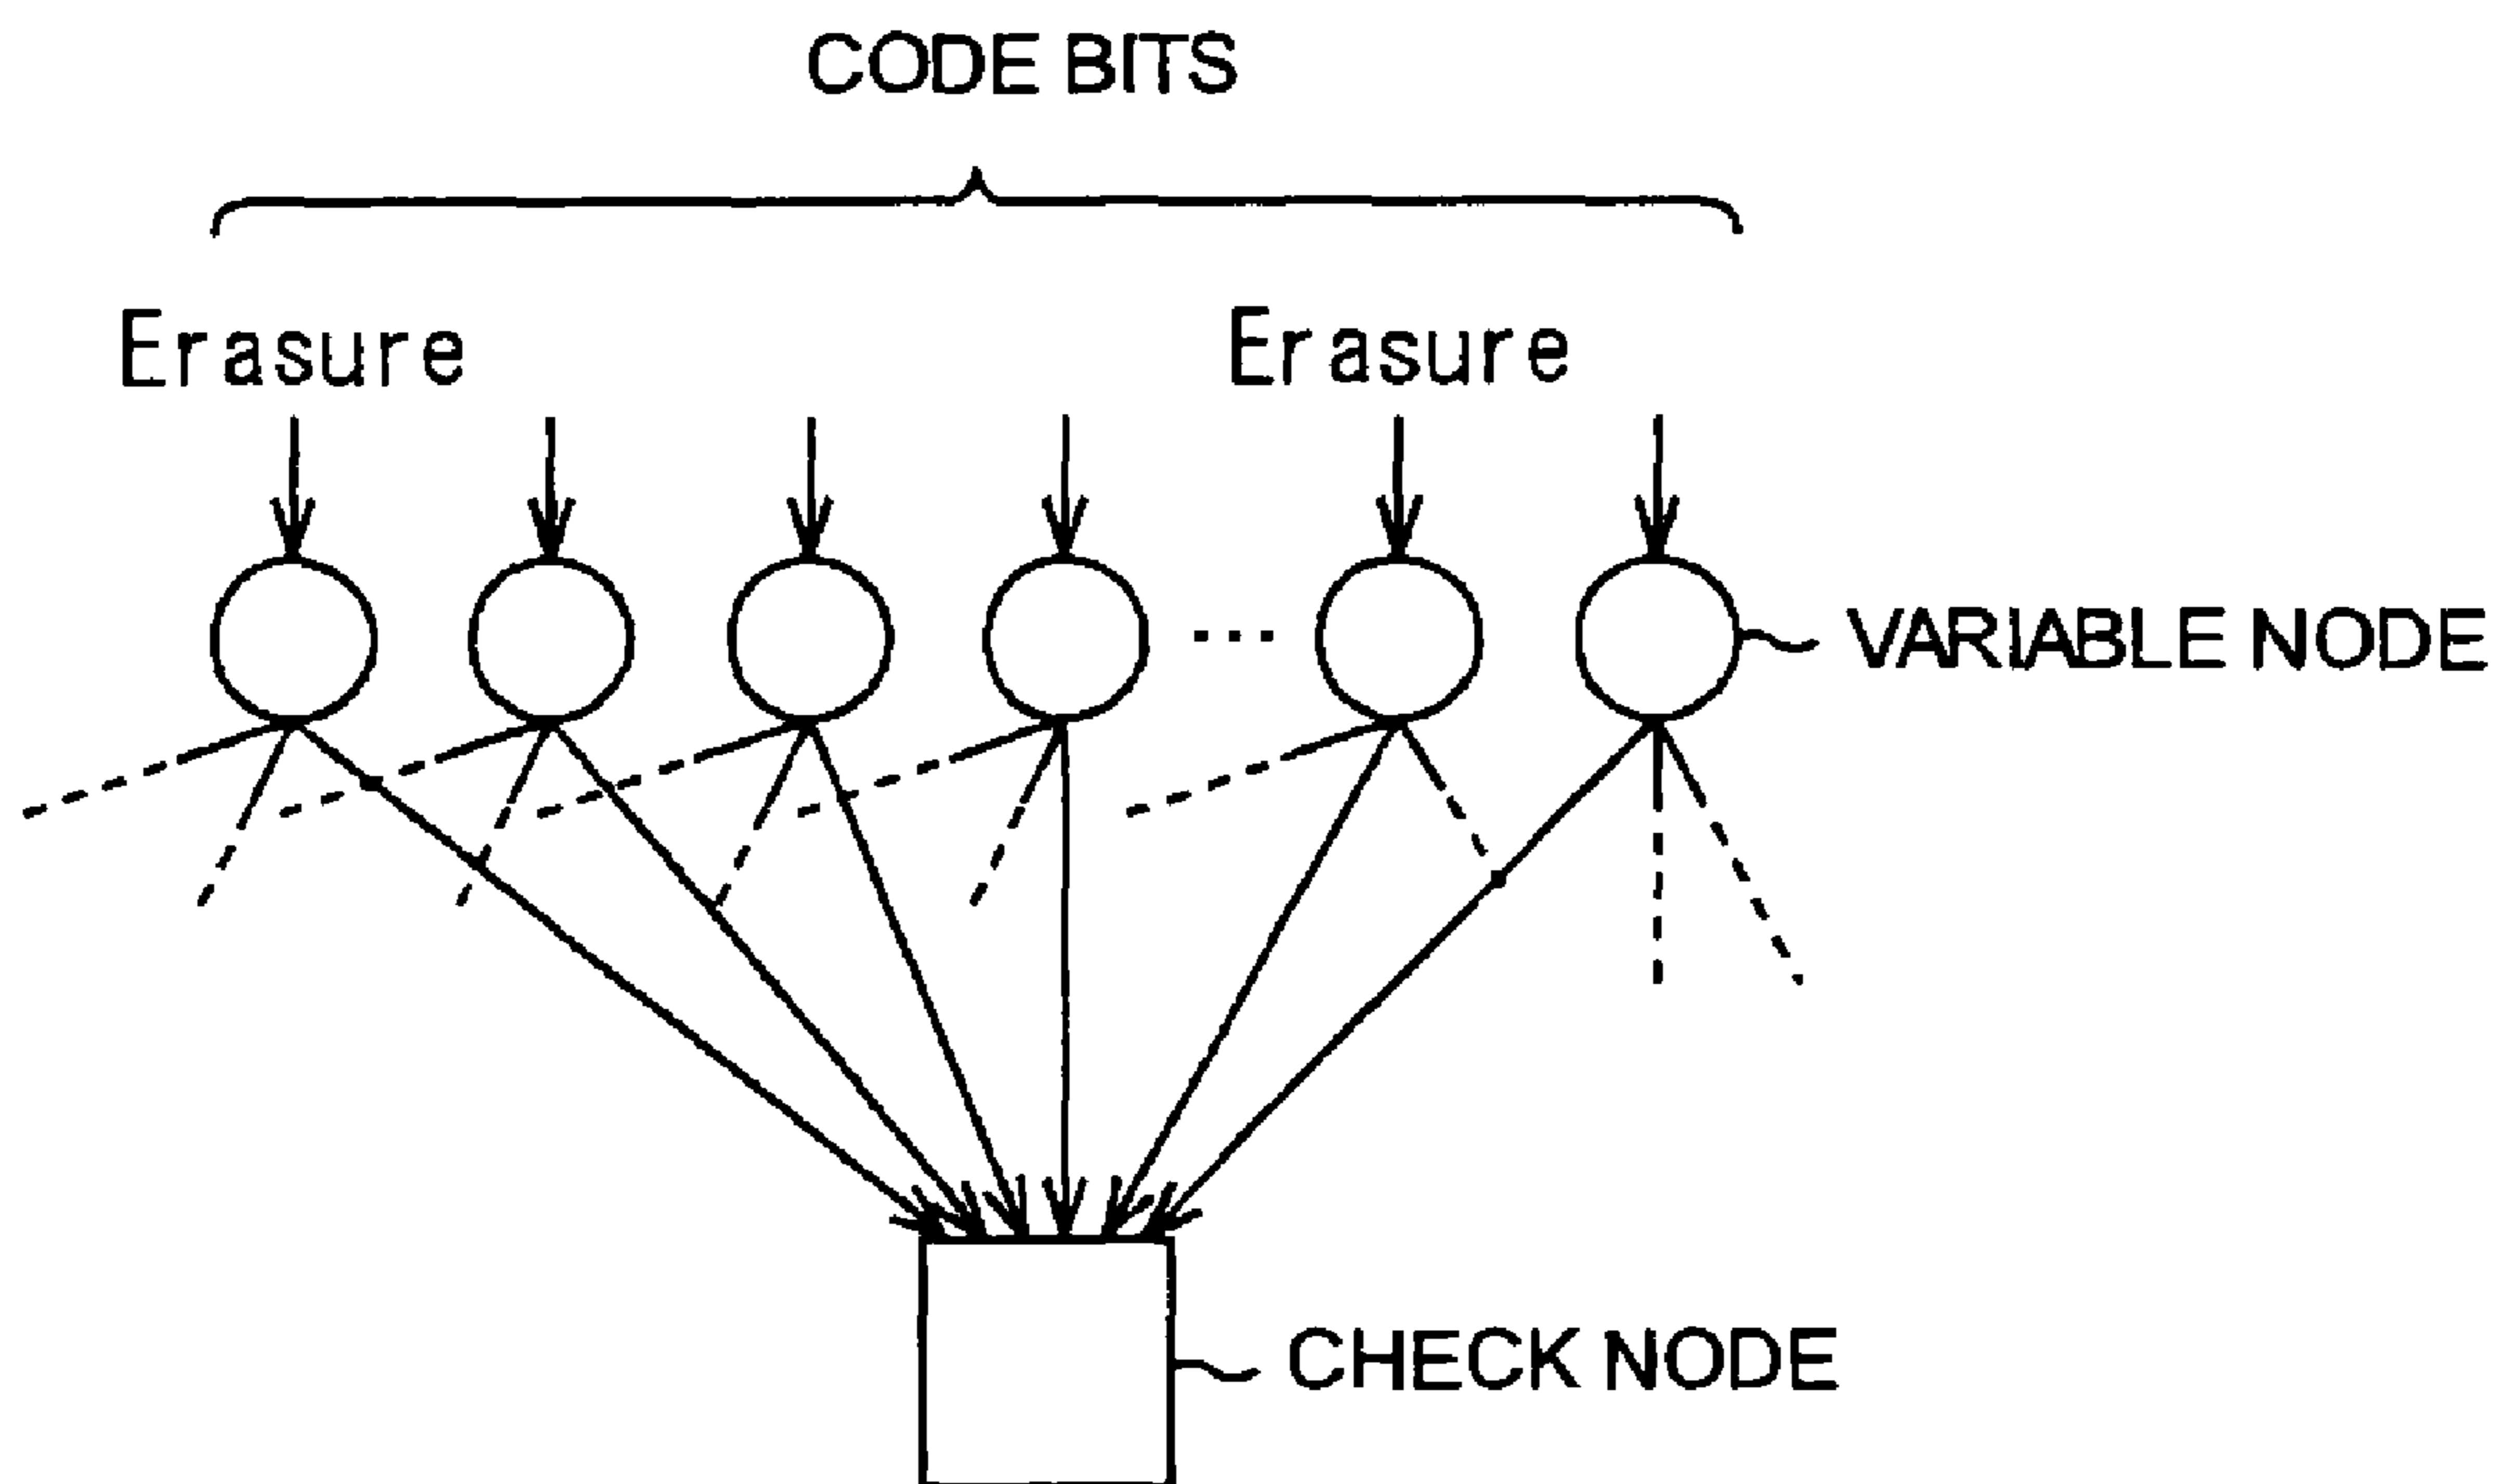 CODE BITS
Erasure Erasure
...
VARIABLE NODE
CHECK NODE